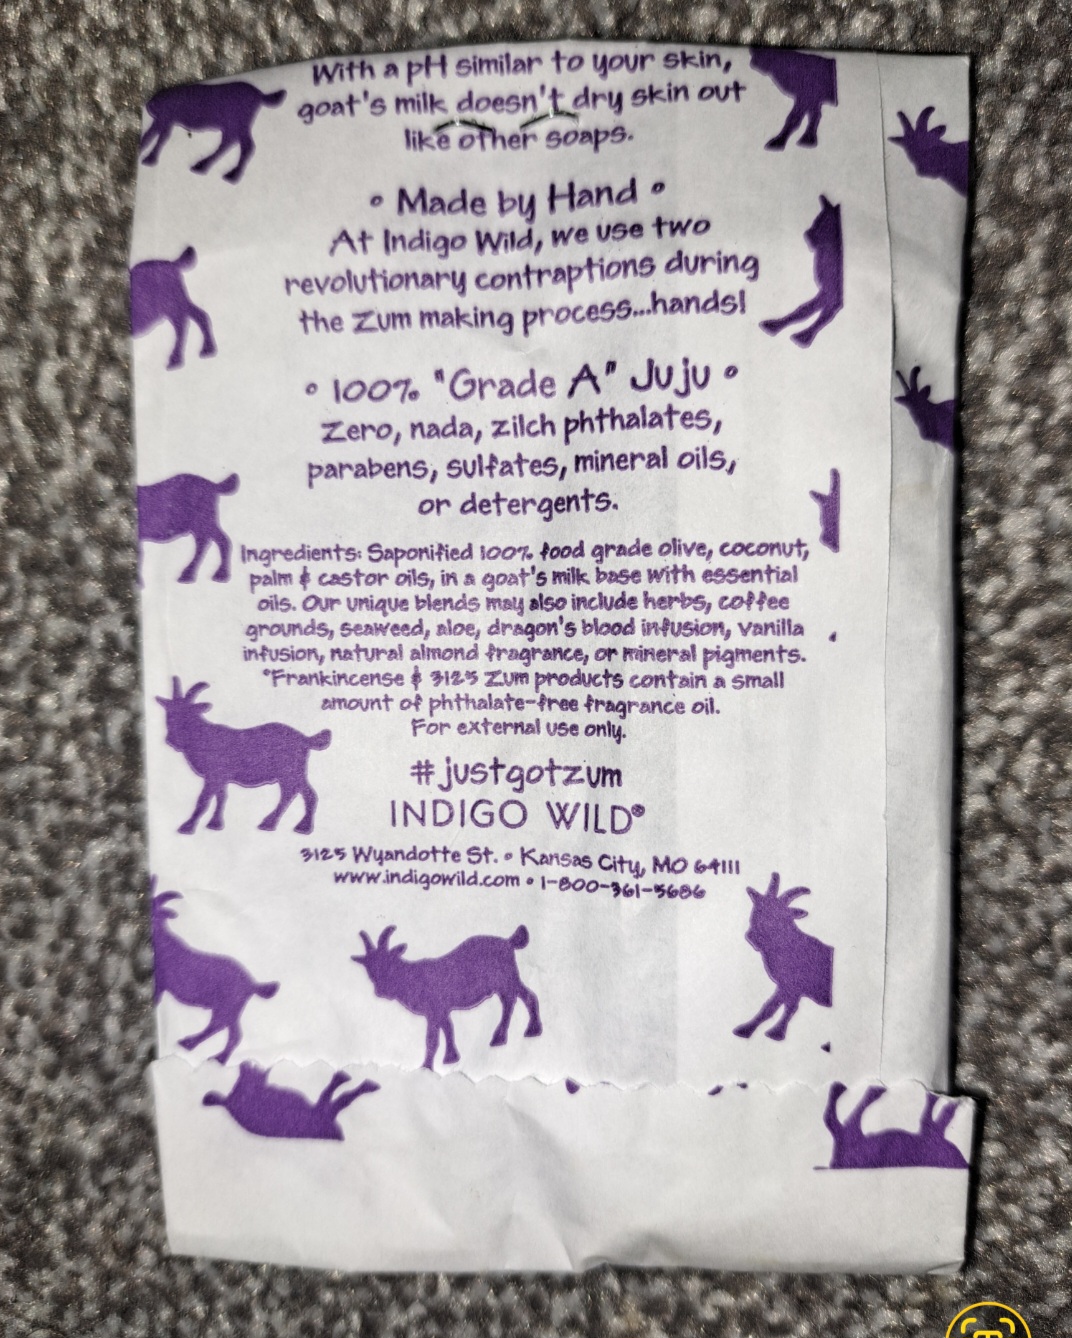 With a pH similar to your skin,
goat's milk doesn't dry skin out
like other soaps.
° Made by Hand °
At Indigo Wild, we use two
revolutionary contraptions during
the Zum making process...hands!
° 100% "Grade A" Juju °
Zero, nada, zilch phthalates,
parabens, sulfates, mineral oils,
or detergents.
Ingredients: Saponified 100% food grade olive, coconut,
palm & castor oils, in a goat's milk base with essential
oils. Our unique blends may also include herbs, coffee
grounds, seaweed, aloe, dragon's blood infusion, vanilla
infusion, natural almond fragrance, or mineral pigments.
*Frankincense & 3125 Zum products contain a small
amount of phthalate-free fragrance oil.
For external use only.
#justgotzum
INDIGO WILD®
3125 Wyandotte St. • Kansas City, MO 64111
www.indigowild.com • 1-800-361-5686